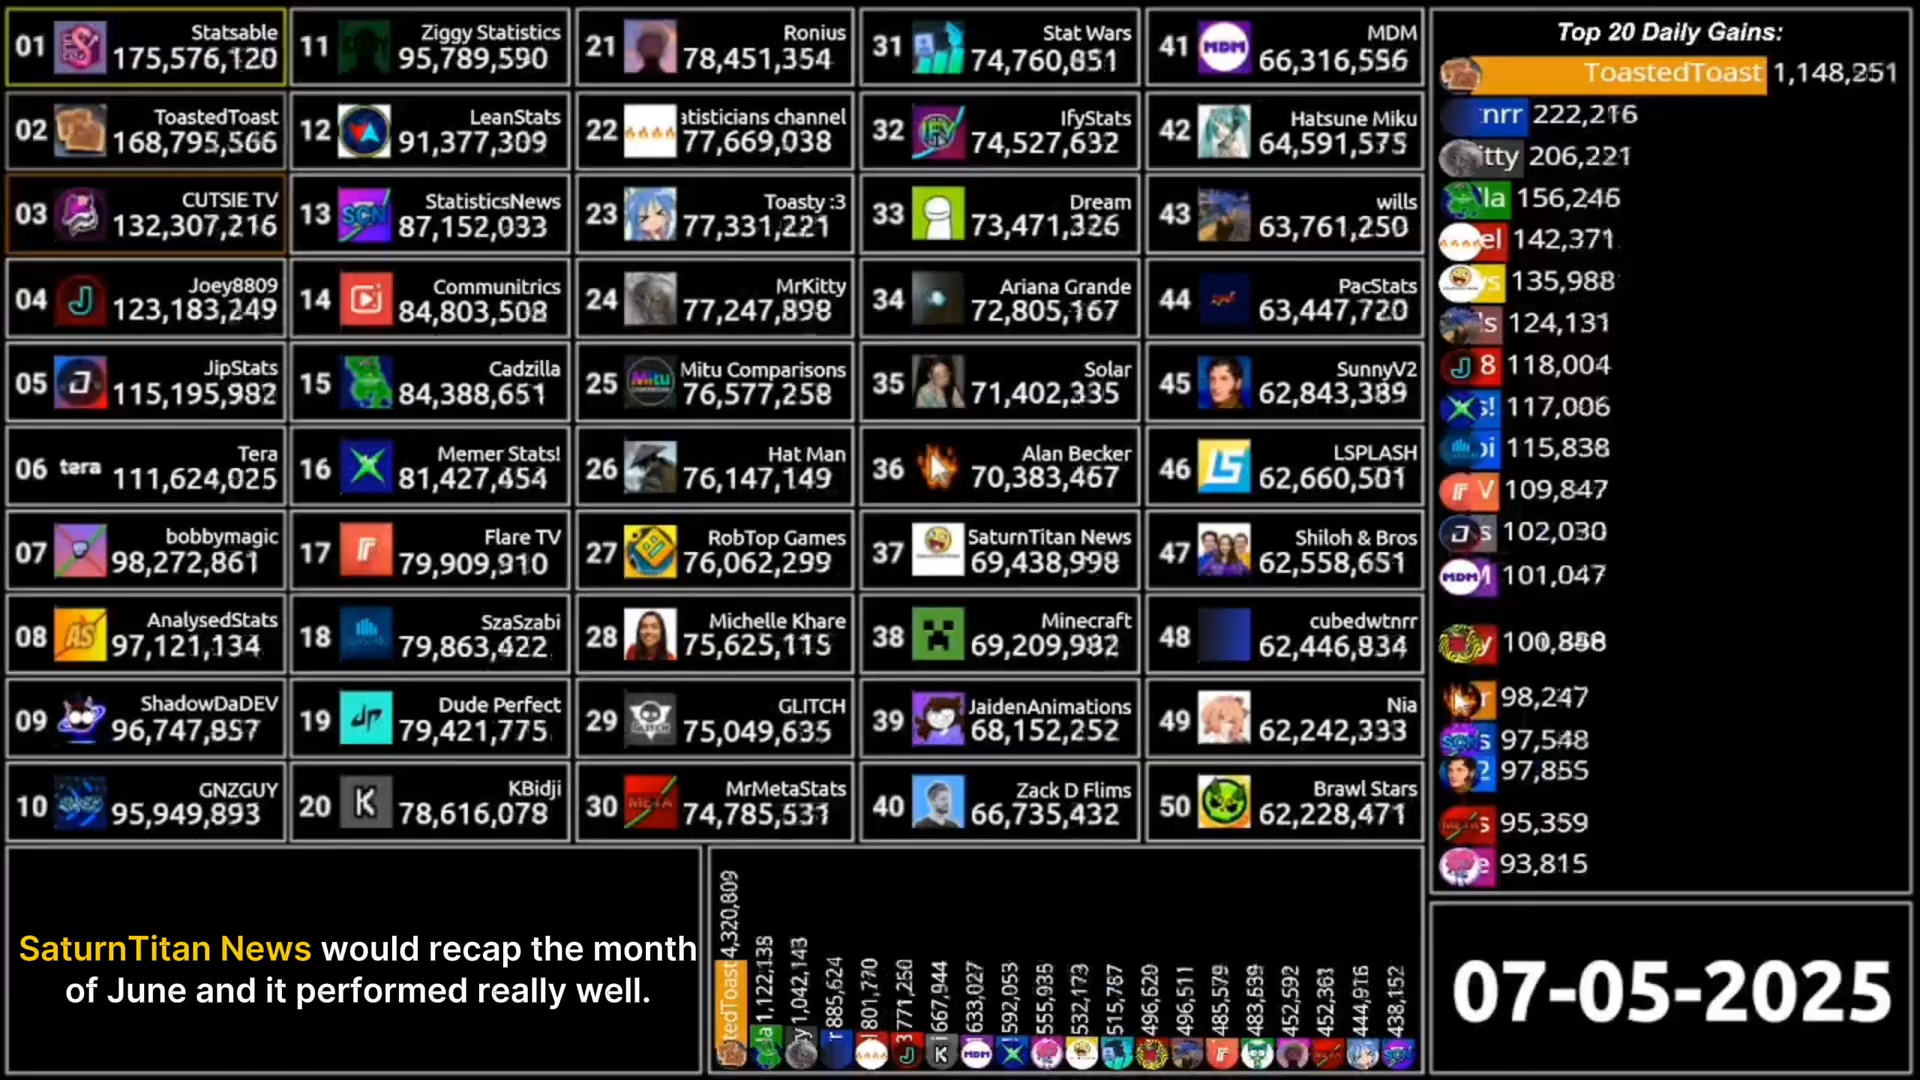 01
Statsable
175,576,120
02
ToastedToast
168,795,566
03
CUTSIE TV
132,307,216
04
Joey8809
123,183,249
05
JipStats
115,195,982
06
tera
Tera
111,624,025
07
bobbymagic
98,272,861
08
AS
AnalysedStats
97,121,134
09
ShadowDaDEV
96,747,857
10
GNZGUY
95,949,893
11
Ziggy Statistics
95,789,590
12
LeanStats
91,377,309
13
SCN
StatisticsNews
87,152,033
14
Communitrics
84,803,508
15
Cadzilla
84,388,651
16
Memer Stats!
81,427,454
17
Flare TV
79,909,910
18
SzaSzabi
79,863,422
19
dp
Dude Perfect
79,421,775
20
K
KBidji
78,616,078
21
Ronius
78,451,354
22
atisticians channel
77,669,038
23
Toasty :3
77,331,221
24
MrKitty
77,247,898
25
Mitu
Mitu Comparisons
76,577,258
26
Hat Man
76,147,149
27
RobTop Games
76,062,299
28
Michelle Khare
75,625,115
29
GLITCH
GLITCH
75,049,635
30
META
MrMetaStats
74,785,531
31
Stat Wars
74,760,851
32
IFY
IfyStats
74,527,632
33
Dream
73,471,326
34
Ariana Grande
72,805,167
35
Solar
71,402,335
36
Alan Becker
70,383,467
37
SaturnTitan News
69,438,998
38
Minecraft
69,209,982
39
JaidenAnimations
68,152,252
40
Zack D Flims
66,735,432
41
MDM
MDM
66,316,556
42
Hatsune Miku
64,591,575
43
wills
63,761,250
44
PacStats
63,447,720
45
SunnyV2
62,843,389
46
LS
LSPLASH
62,660,501
47
Shiloh & Bros
62,558,651
48
cubedwtnrr
62,446,834
49
Nia
62,242,333
50
Brawl Stars
62,228,471
Top 20 Daily Gains:
ToastedToast 1,148,251
nrr 222,216
itty 206,221
la 156,246
el 142,371
s 135,988
s 124,131
8 118,004
s! 117,006
i 115,838
V 109,847
s 102,030
MDM 101,047
y
r 98,247
SCN s 97,548
2 97,855
META s 95,359
e 93,815
SaturnTitan News would recap the month
of June and it performed really well.
tedToast 4,320,809
la 1,122,138
y 1,042,143
r 885,624
l 801,770
J 771,250
K 667,944
MDM 633,027
592,053
555,935
532,173
515,787
496,629
496,511
485,579
483,539
452,592
452,361
444,916
438,152
07-05-2025